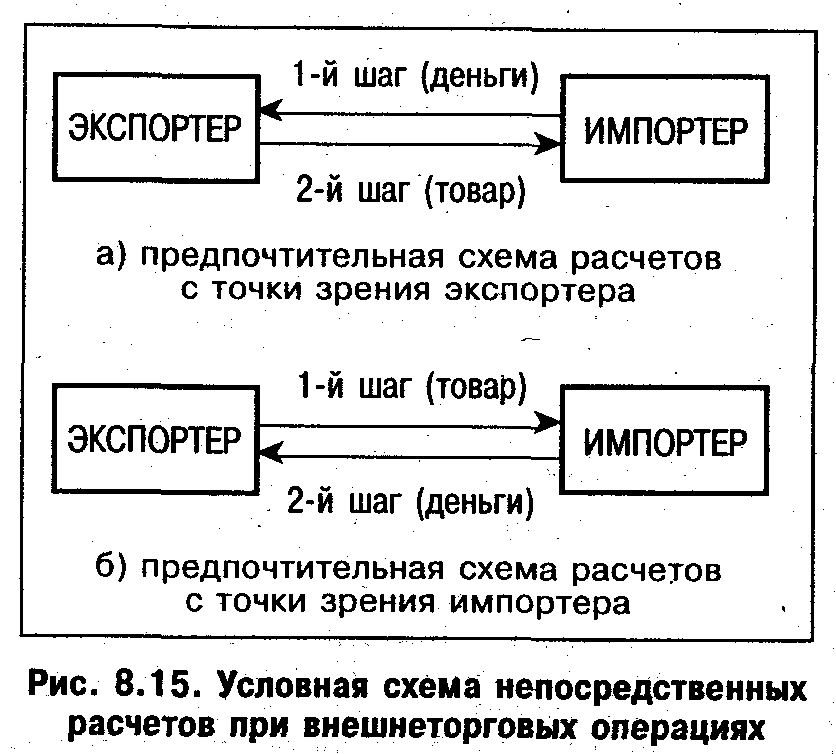 1-й шаг (деньги)
ЭКСПОРТЕР
ИМПОРТЕР
2-й шаг (товар)
а) предпочтительная схема расчетов
с точки зрения экспортера
1-й шаг (товар)
ЭКСПОРТЕР
ИМПОРТЕР
2-й шаг (деньги)
б) предпочтительная схема расчетов
с точки зрения импортера
Рис. 8.15. Условная схема непосредственных
расчетов при внешнеторговых операциях